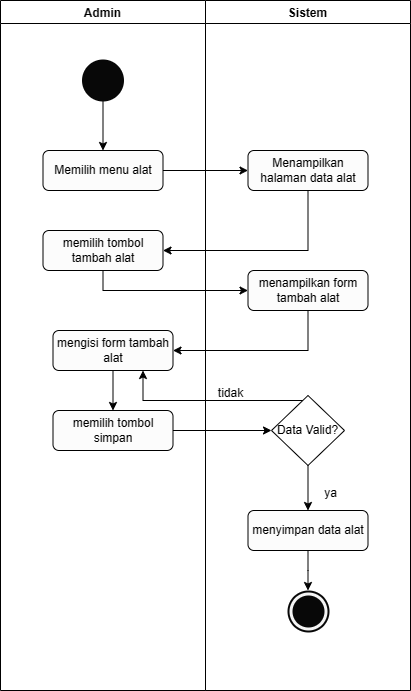 Admin
Sistem
Memilih menu alat
Menampilkan
halaman data alat
memilih tombol
tambah alat
menampilkan form
tambah alat
mengisi form tambah
alat
tidak
memilih tombol
simpan
Data Valid?
ya
menyimpan data alat